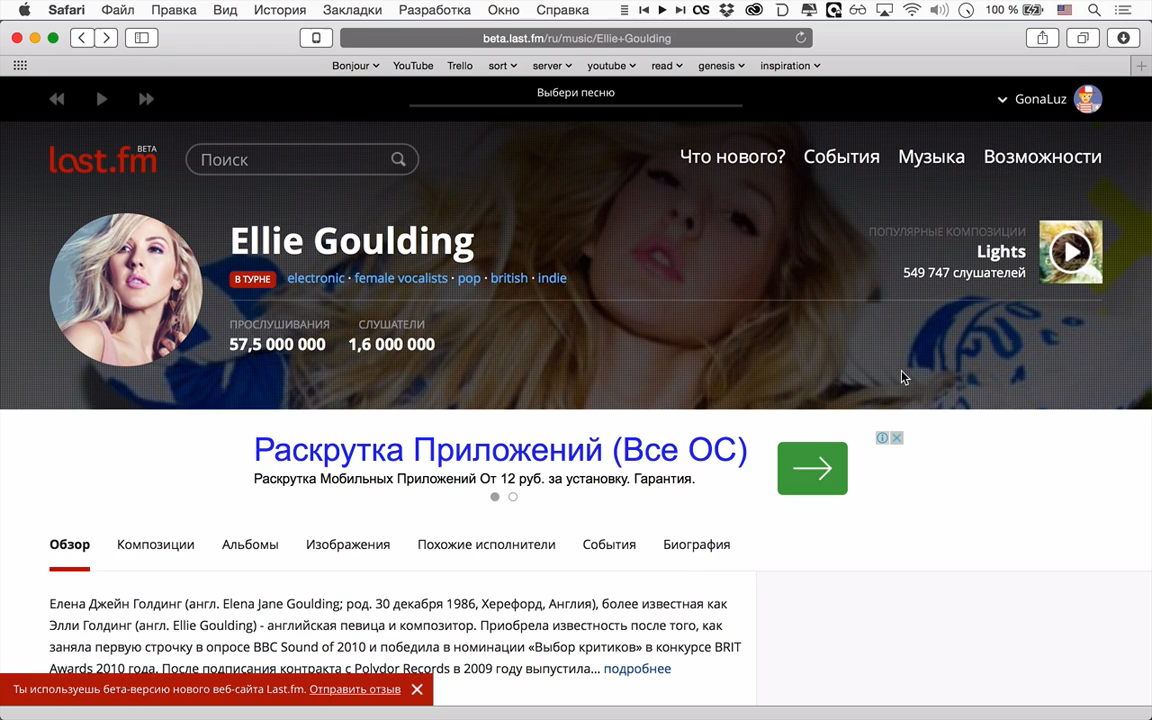 Safari Файл Правка Вид История Закладки Разработка Окно Справка 100 %
beta.last.fm/ru/music/Ellie+Goulding
Bonjour YouTube Trello sort server youtube read genesis inspiration
Выбери песню
GonaLuz
last.fm BETA
Поиск
Что нового? События Музыка Возможности
Ellie Goulding
В ТУРНЕ electronic · female vocalists · pop · british · indie
ПОПУЛЯРНЫЕ КОМПОЗИЦИИ
Lights
549 747 слушателей
ПРОСЛУШИВАНИЯ СЛУШАТЕЛИ
57,5 000 000 1,6 000 000
Раскрутка Приложений (Все ОС)
Раскрутка Мобильных Приложений От 12 руб. за установку. Гарантия.
Обзор Композиции Альбомы Изображения Похожие исполнители События Биография
Елена Джейн Голдинг (англ. Elena Jane Goulding; род. 30 декабря 1986, Херефорд, Англия), более известная как
Элли Голдинг (англ. Ellie Goulding) - английская певица и композитор. Приобрела известность после того, как
заняла первую строчку в опросе BBC Sound of 2010 и победила в номинации «Выбор критиков» в конкурсе BRIT
Awards 2010 года. После подписания контракта с Polydor Records в 2009 году выпустила... подробнее
Ты используешь бета-версию нового веб-сайта Last.fm. Отправить отзыв